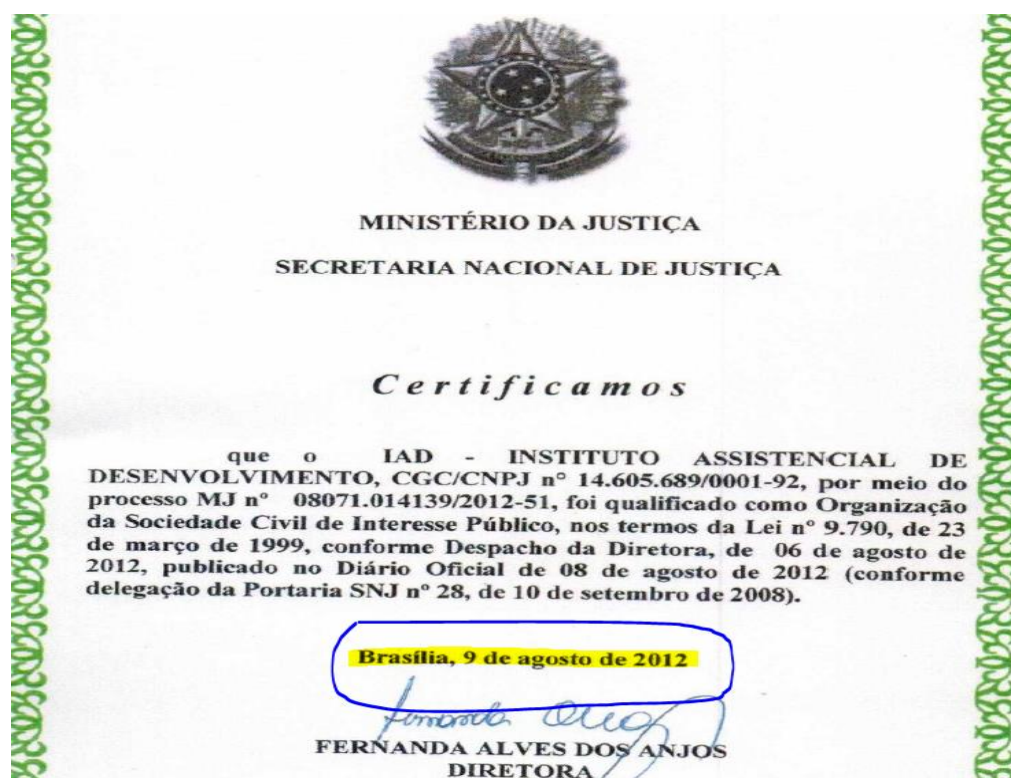 MINISTÉRIO DA JUSTIÇA
SECRETARIA NACIONAL DE JUSTIÇA
Certificamos
que o IAD - INSTITUTO ASSISTENCIAL DE
DESENVOLVIMENTO, CGC/CNPJ nº 14.605.689/0001-92, por meio do
processo MJ nº 08071.014139/2012-51, foi qualificado como Organização
da Sociedade Civil de Interesse Público, nos termos da Lei nº 9.790, de 23
de março de 1999, conforme Despacho da Diretora, de 06 de agosto de
2012, publicado no Diário Oficial de 08 de agosto de 2012 (conforme
delegação da Portaria SNJ nº 28, de 10 de setembro de 2008).
Brasília, 9 de agosto de 2012
FERNANDA ALVES DOS ANJOS
DIRETORA